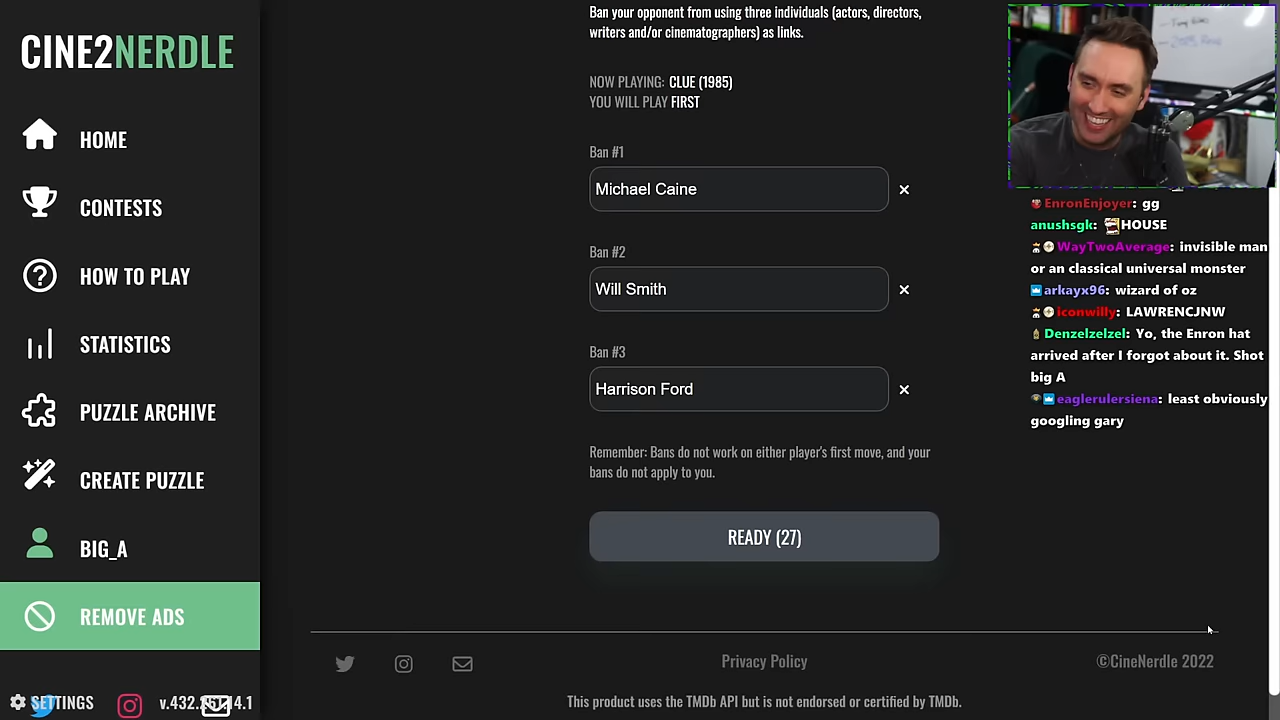 CINE2NERDLE
HOME
CONTESTS
HOW TO PLAY
STATISTICS
PUZZLE ARCHIVE
CREATE PUZZLE
BIG_A
REMOVE ADS
SETTINGS
Ban your opponent from using three individuals (actors, directors,
writers and/or cinematographers) as links.
NOW PLAYING: CLUE (1985)
YOU WILL PLAY FIRST
Ban #1
Michael Caine
Ban #2
Will Smith
Ban #3
Harrison Ford
Remember: Bans do not work on either player's first move, and your
bans do not apply to you.
READY (27)
Privacy Policy
©CineNerdle 2022
This product uses the TMDb API but is not endorsed or certified by TMDb.
EnronEnjoyer: gg
anushsgk: HOUSE
WayTwoAverage: invisible man
or an classical universal monster
arkayx96: wizard of oz
iconwilly: LAWRENCJNW
Denzelzelzel: Yo, the Enron hat
arrived after I forgot about it. Shot
big A
eaglerulersiena: least obviously
googling gary